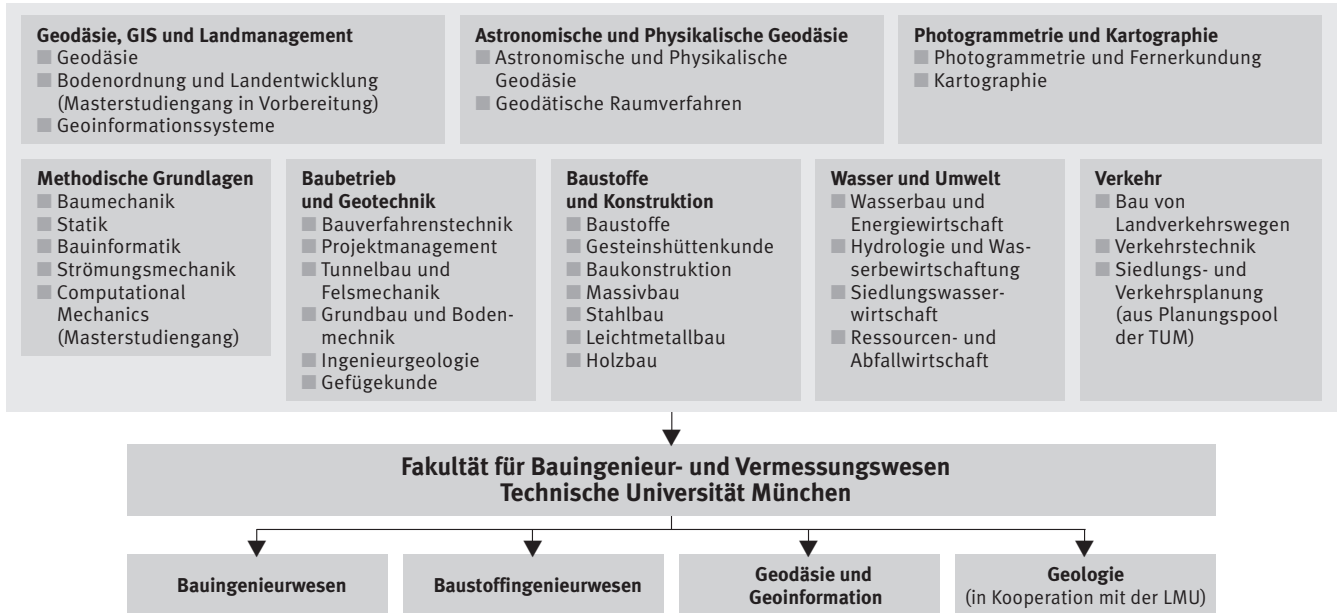 Geodäsie, GIS und Landmanagement
Geodäsie
Bodenordnung und Landentwicklung
(Masterstudiengang in Vorbereitung)
Geoinformationssysteme
Astronomische und Physikalische Geodäsie
Astronomische und Physikalische
Geodäsie
Geodätische Raumverfahren
Photogrammetrie und Kartographie
Photogrammetrie und Fernerkundung
Kartographie
Methodische Grundlagen
Baumechanik
Statik
Bauinformatik
Strömungsmechanik
Computational
Mechanics
(Masterstudiengang)
Baubetrieb
und Geotechnik
Bauverfahrenstechnik
Projektmanagement
Tunnelbau und
Felsmechanik
Grundbau und Boden-
mechnik
Ingenieurgeologie
Gefügekunde
Baustoffe
und Konstruktion
Baustoffe
Gesteinshüttenkunde
Baukonstruktion
Massivbau
Stahlbau
Leichtmetallbau
Holzbau
Wasser und Umwelt
Wasserbau und
Energiewirtschaft
Hydrologie und Was-
serbewirtschaftung
Siedlungswasser-
wirtschaft
Ressourcen- und
Abfallwirtschaft
Verkehr
Bau von
Landverkehrswegen
Verkehrstechnik
Siedlungs- und
Verkehrsplanung
(aus Planungspool
der TUM)
Fakultät für Bauingenieur- und Vermessungswesen
Technische Universität München
Bauingenieurwesen
Baustoffingenieurwesen
Geodäsie und
Geoinformation
Geologie
(in Kooperation mit der LMU)